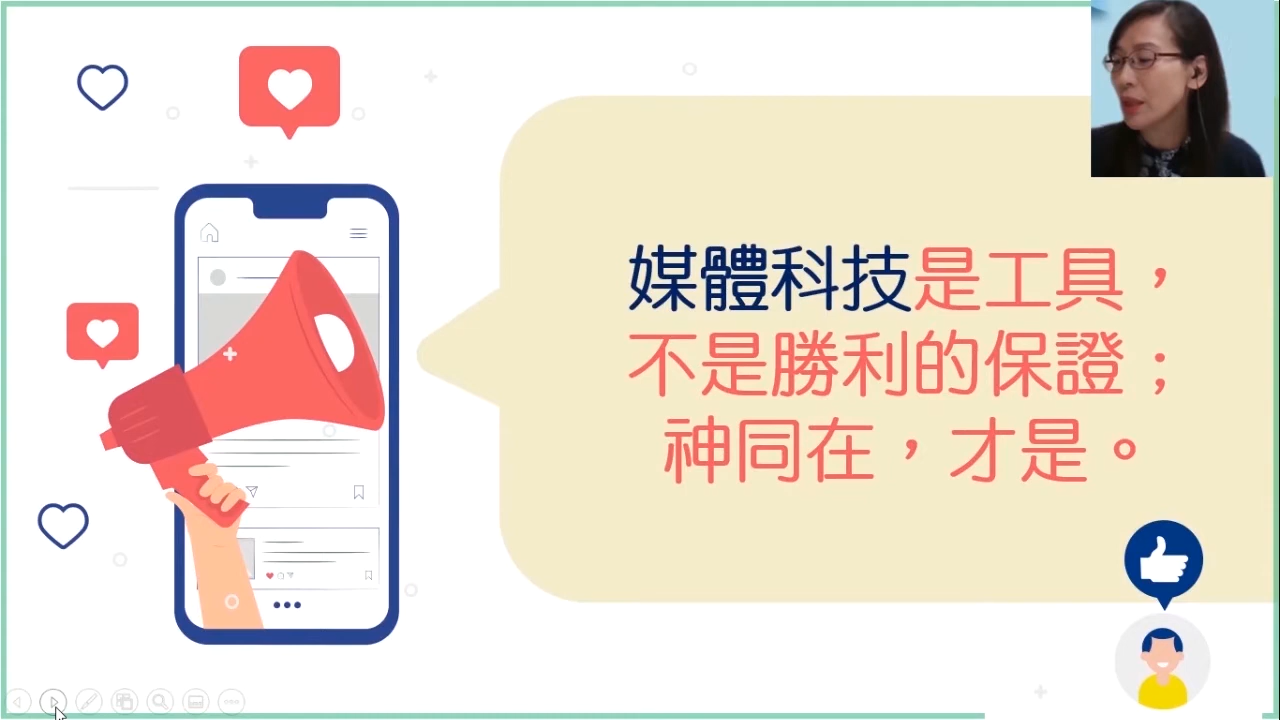 媒體科技是工具，
不是勝利的保證；
神同在，才是。